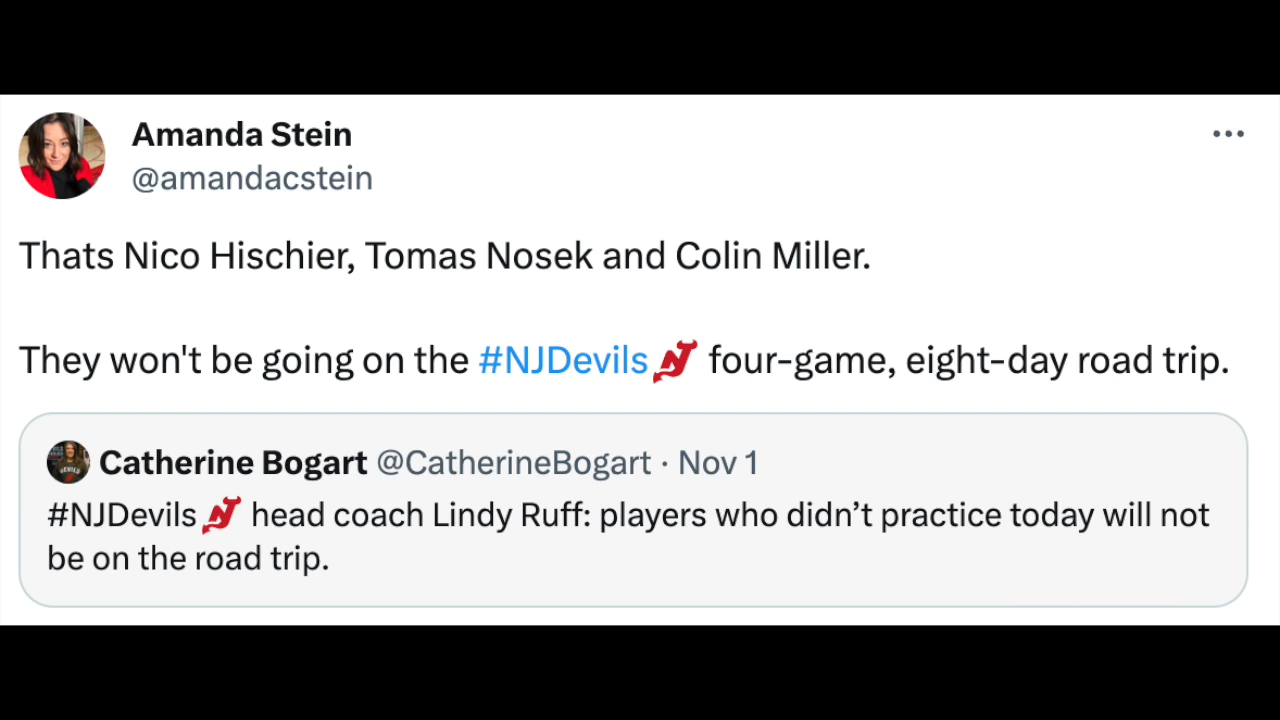 Amanda Stein
@amandacstein
Thats Nico Hischier, Tomas Nosek and Colin Miller.
They won't be going on the #NJDevils four-game, eight-day road trip.
Catherine Bogart @CatherineBogart · Nov 1
#NJDevils head coach Lindy Ruff: players who didn’t practice today will not
be on the road trip.